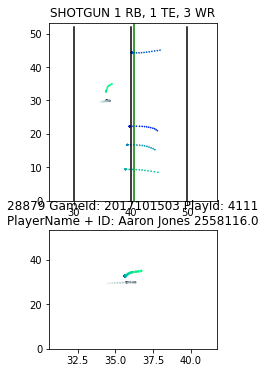 SHOTGUN 1 RB, 1 TE, 3 WR
50
40
30
20
10
0
30 40 50
28879 GameId: 2017101503 PlayId: 4111
PlayerName + ID: Aaron Jones 2558116.0
40
20
0
32.5 35.0 37.5 40.0